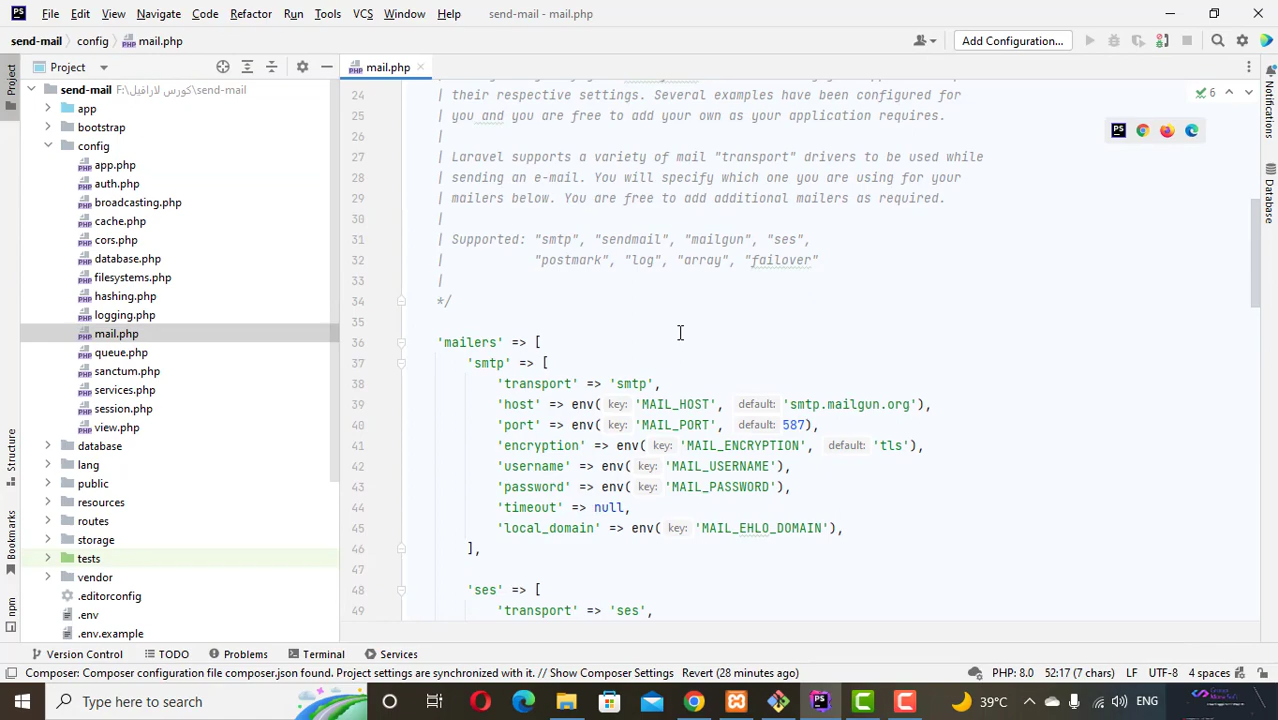 File Edit View Navigate Code Refactor Run Tools VCS Window Help send-mail - mail.php
send-mail config mail.php Add Configuration...
Project mail.php
Project
send-mail F:\كورس لارافيل\send-mail
app
bootstrap
config
app.php
auth.php
broadcasting.php
cache.php
cors.php
database.php
filesystems.php
hashing.php
logging.php
mail.php
queue.php
sanctum.php
services.php
session.php
view.php
database
lang
public
resources
routes
storage
tests
vendor
.editorconfig
.env
.env.example
Structure
Bookmarks
npm
24 | their respective settings. Several examples have been configured for
25 | you and you are free to add your own as your application requires.
26 |
27 | Laravel supports a variety of mail "transport" drivers to be used while
28 | sending an e-mail. You will specify which one you are using for your
29 | mailers below. You are free to add additional mailers as required.
30 |
31 | Supported: "smtp", "sendmail", "mailgun", "ses",
32 | "postmark", "log", "array", "failover"
33 |
34 */
35
36 'mailers' => [
37 'smtp' => [
38 'transport' => 'smtp',
39 'host' => env( key: 'MAIL_HOST', default: 'smtp.mailgun.org'),
40 'port' => env( key: 'MAIL_PORT', default: 587),
41 'encryption' => env( key: 'MAIL_ENCRYPTION', default: 'tls'),
42 'username' => env( key: 'MAIL_USERNAME'),
43 'password' => env( key: 'MAIL_PASSWORD'),
44 'timeout' => null,
45 'local_domain' => env( key: 'MAIL_EHLO_DOMAIN'),
46 ],
47
48 'ses' => [
49 'transport' => 'ses',
6
Notifications
Database
Version Control TODO Problems Terminal Services
Composer: Composer configuration file composer.json found. Project settings are synchronized with it. // Show Composer Settings Revert (28 minutes ago) PHP: 8.0 52:17 (7 chars) LF UTF-8 4 spaces
Type here to search 39°C ENG